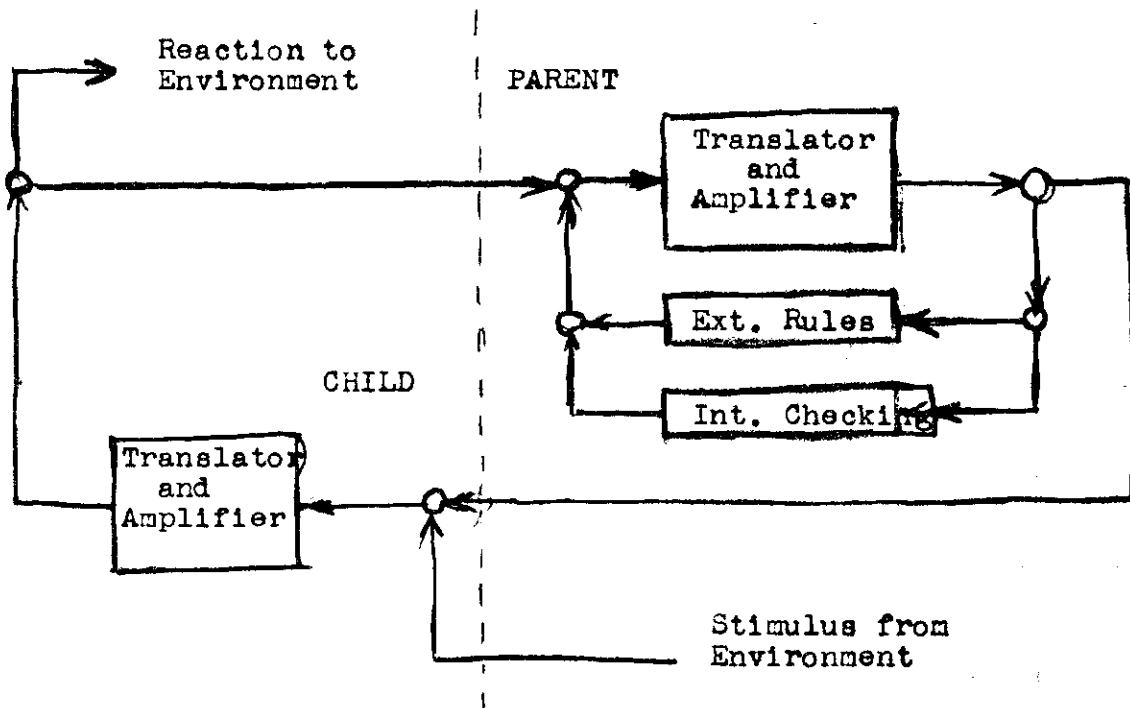 Reaction to
Environment
PARENT
Translator
and
Amplifier
Ext. Rules
CHILD
Int. Checking
Translator
and
Amplifier
Stimulus from
Environment